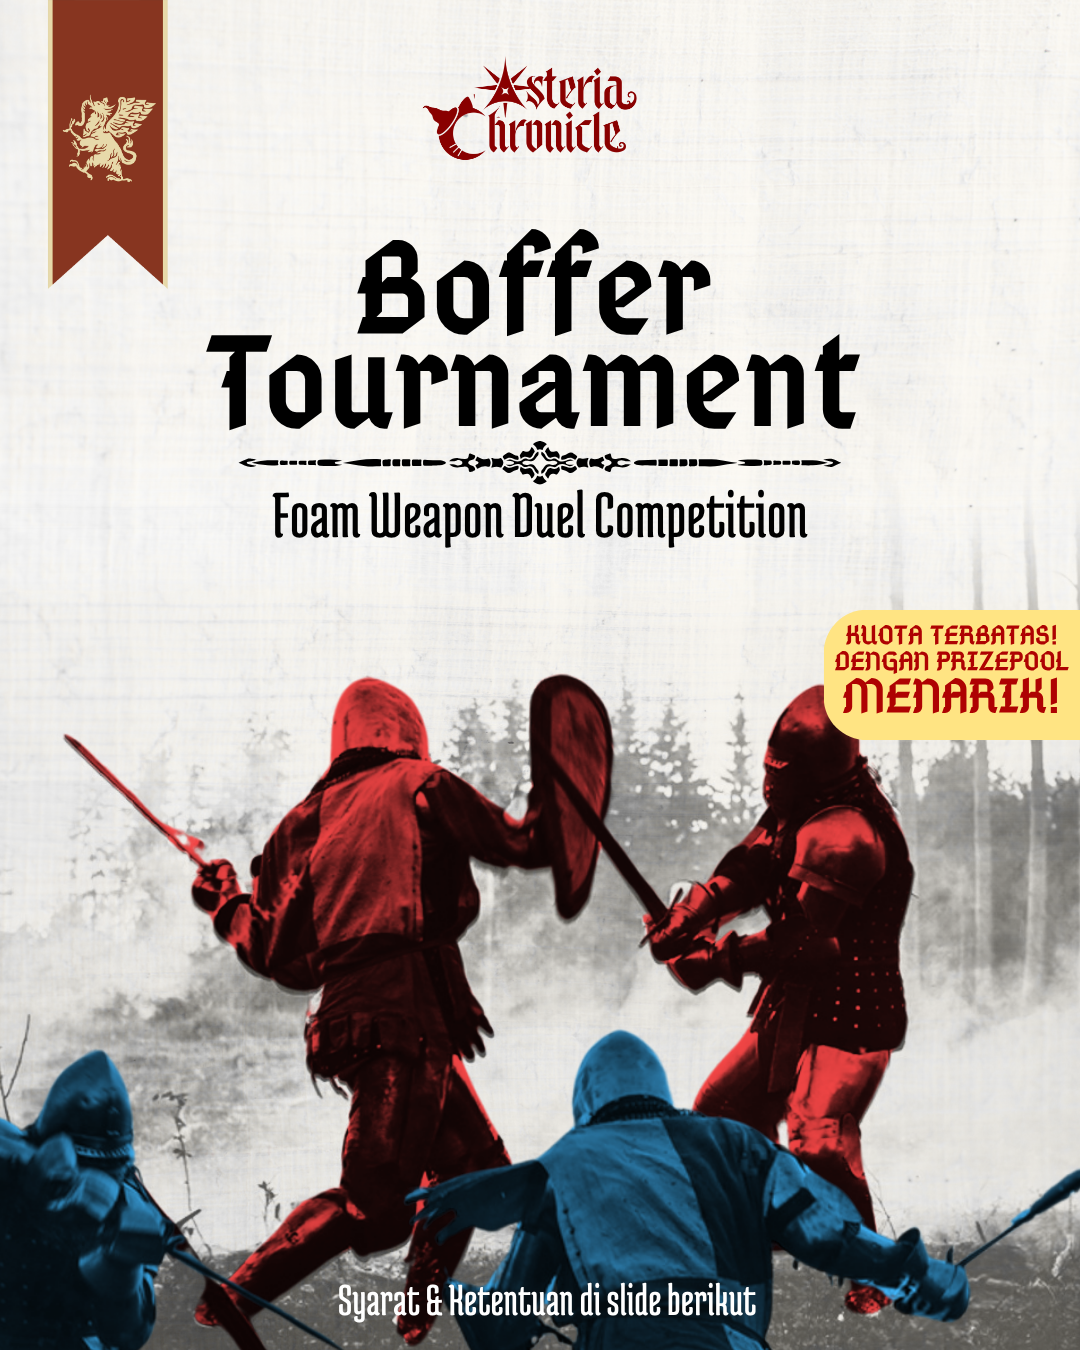 Asteria
Chronicle
Boffer
Tournament
Foam Weapon Duel Competition
KUOTA TERBATAS!
DENGAN PRIZEPOOL
MENARIK!
Syarat & Ketentuan di slide berikut